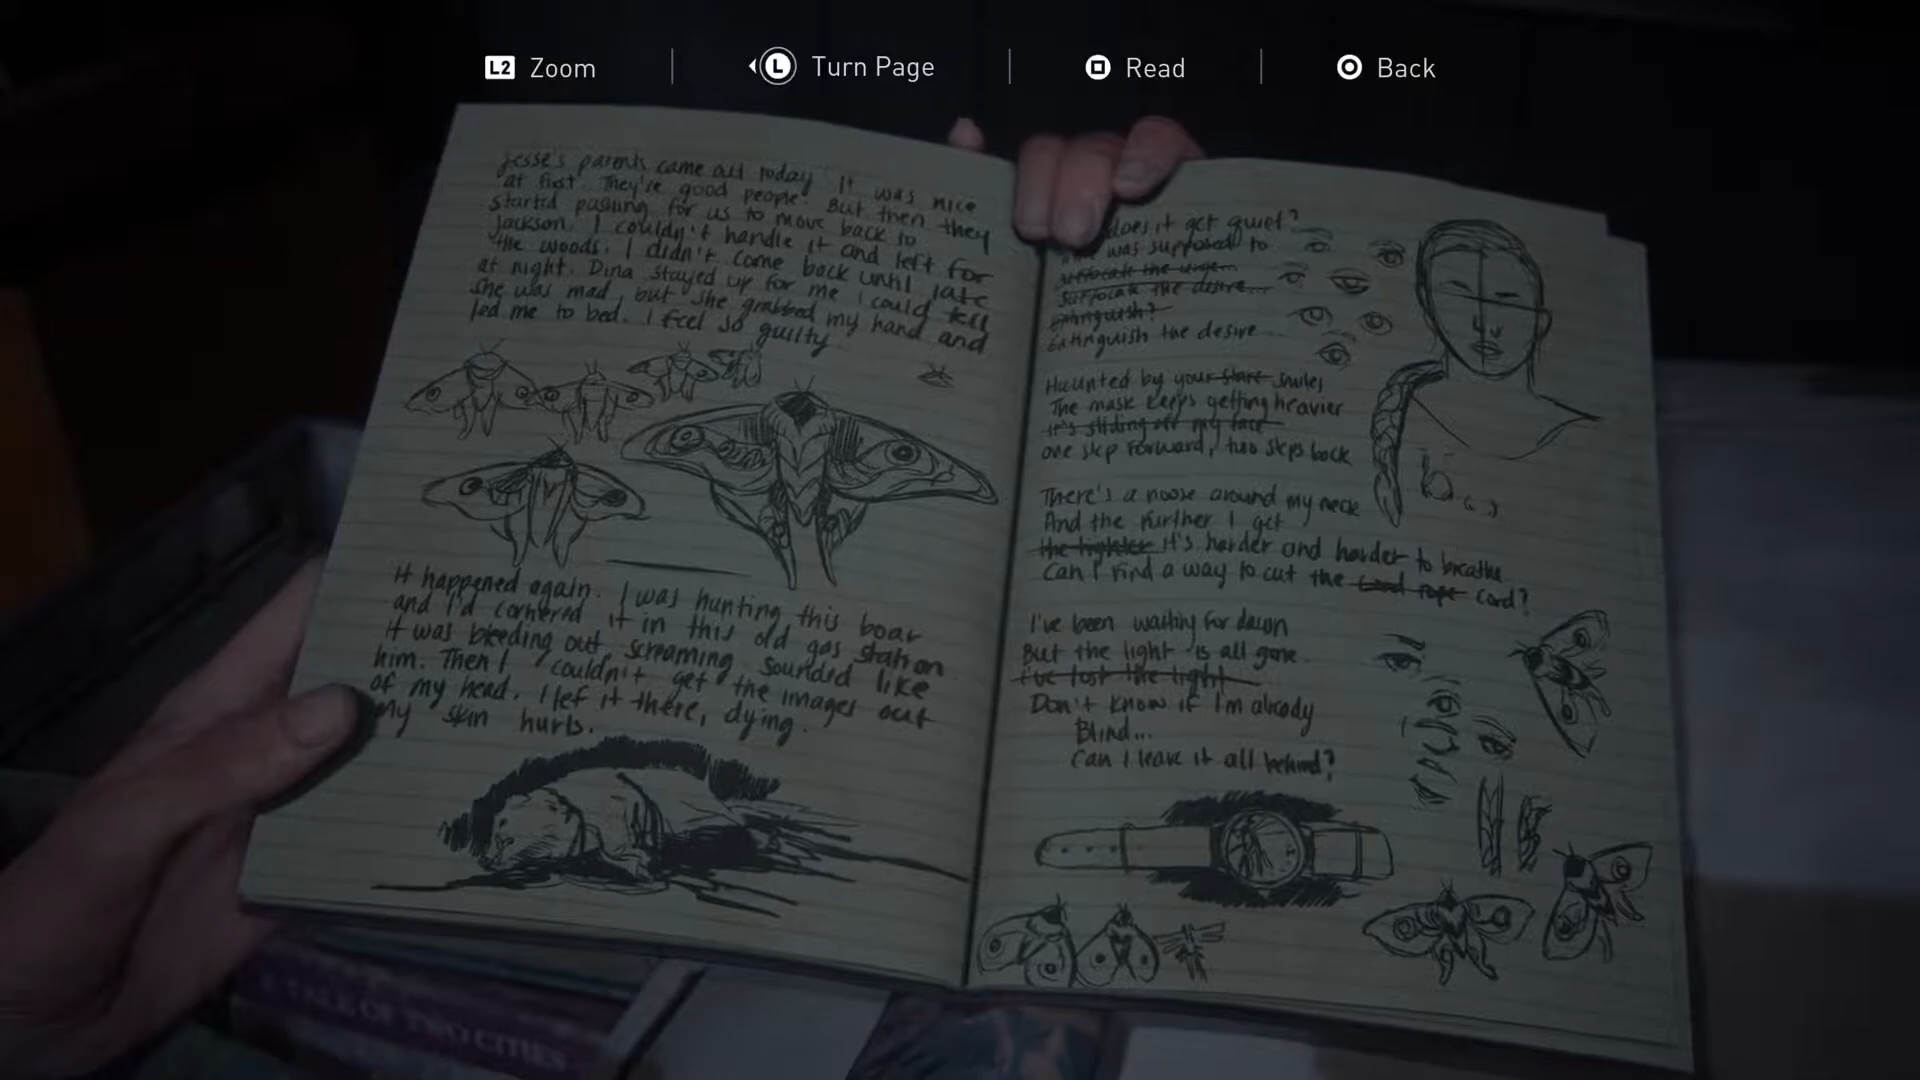 L2 Zoom
L Turn Page
Read
Back
Jesse's parents came out today. It was nice
at first. They're good people. But then they
started pushing for us to move back to
Jackson. I couldn't handle it and left for
the woods. I didn't come back until late
at night. Dina stayed up for me I could tell
she was mad, but she grabbed my hand and
led me to bed. I feel so guilty.
It happened again. I was hunting this boar
and I'd cornered it in this old gas station.
It was bleeding out, screaming. Sounded like
him. Then I couldn't get the images out
of my head. I lef it there, dying.
My skin hurts.
does it get quiet?
was supposed to
suffocate the urge...
suffocate the desire...
extinguish?
extinguish the desire...
Haunted by your stare smile,
The mask keeps getting heavier
it's sliding off my face
one step forward, two steps back
There's a noose around my neck
And the further I get
the tighter it's harder and harder to breathe
Can I find a way to cut the cord rope cord?
I've been waiting for dawn
But the light is all gone
i've lost the light
Don't know if I'm already
Blind...
Can I leave it all behind?
A TALE OF TWO CITIES